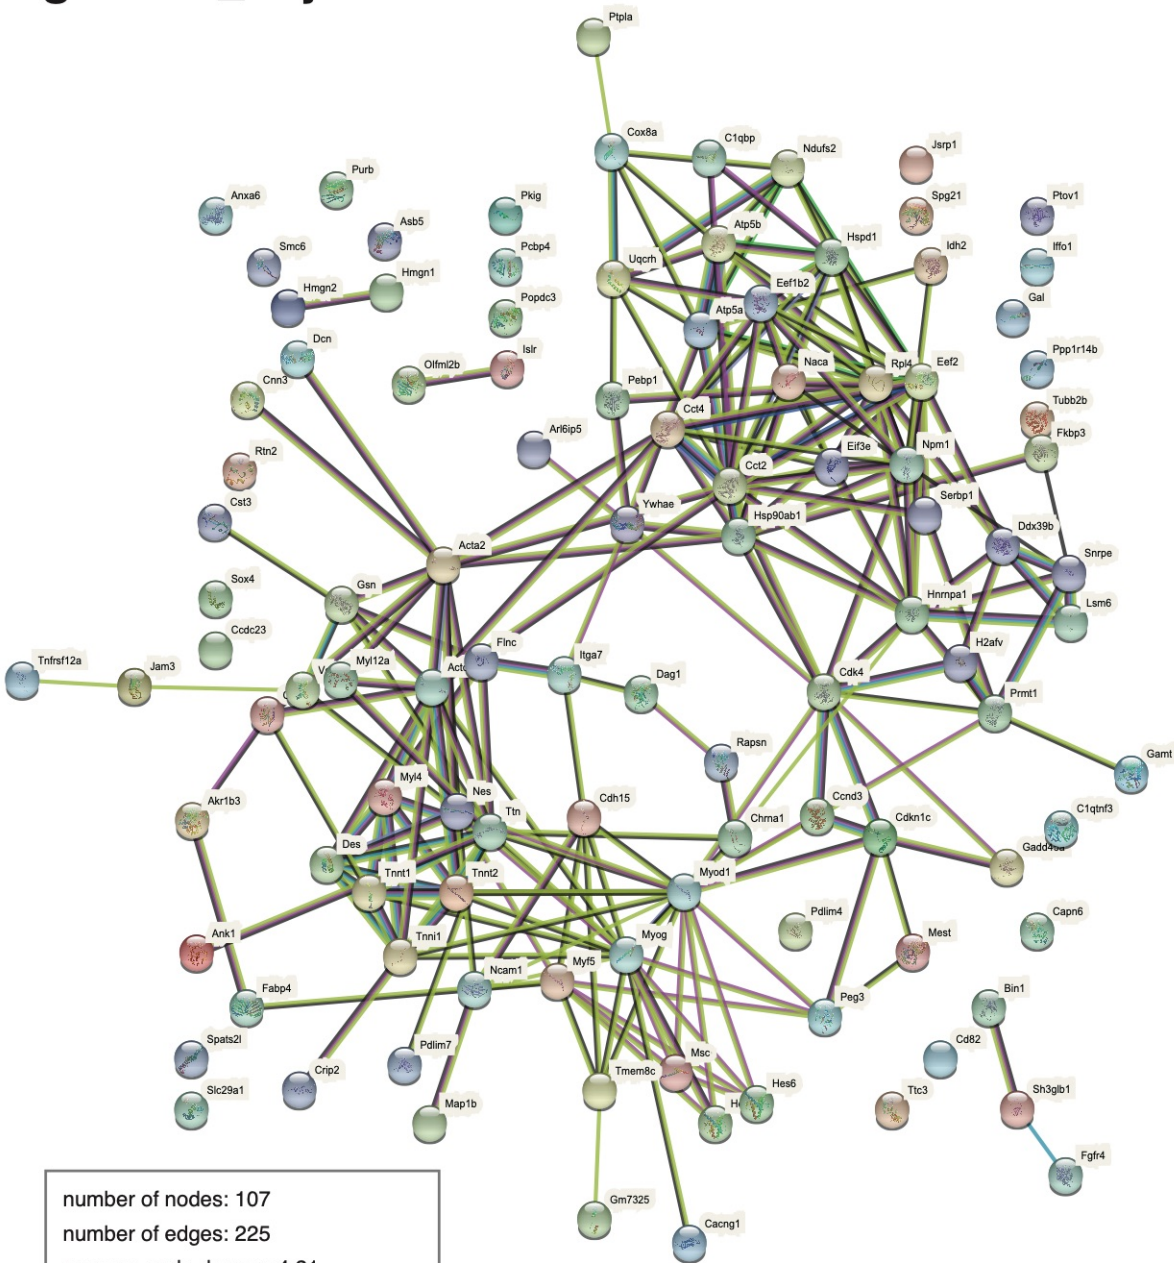 Ptpla
Cox8a
C1qbp
Ndufs2
Jsrp1
Purb
Anxa6
Pkig
Spg21
Ptov1
Asb5
Atp5b
Hspd1
Smc6
Pcbp4
Uqcrh
Idh2
Iffo1
Hmgn2
Hmgn1
Eef1b2
Popdc3
Atp5a
Gal
Dcn
Olfml2b
Islr
Naca
Rpl4
Eef2
Ppp1r14b
Cnn3
Pebp1
Cct4
Tubb2b
Arl6ip5
Fkbp3
Rtn2
Cct2
Eif3e
Npm1
Cst3
Ywhae
Hsp90ab1
Serbp1
Ddx39b
Acta2
Snrpe
Sox4
Gsn
Hnrnpa1
Lsm6
Ccdc23
Flnc
Itga7
H2afv
Tnfrsf12a
Jam3
Myl12a
Dag1
Cdk4
Prmt1
Rapsn
Gamt
Akr1b3
Myl4
Nes
Ttn
Cdh15
Ccnd3
Chrna1
Cdkn1c
C1qtnf3
Des
Tnnt1
Tnnt2
Myod1
Ank1
Tnni1
Myog
Pdlim4
Mest
Capn6
Fabp4
Ncam1
Myf5
Peg3
Bin1
Spats2l
Pdlim7
Cd82
Slc29a1
Crip2
Tmem8c
Msc
Hes6
Ttc3
Sh3glb1
Map1b
Fgfr4
Gm7325
Cacng1
number of nodes: 107
number of edges: 225